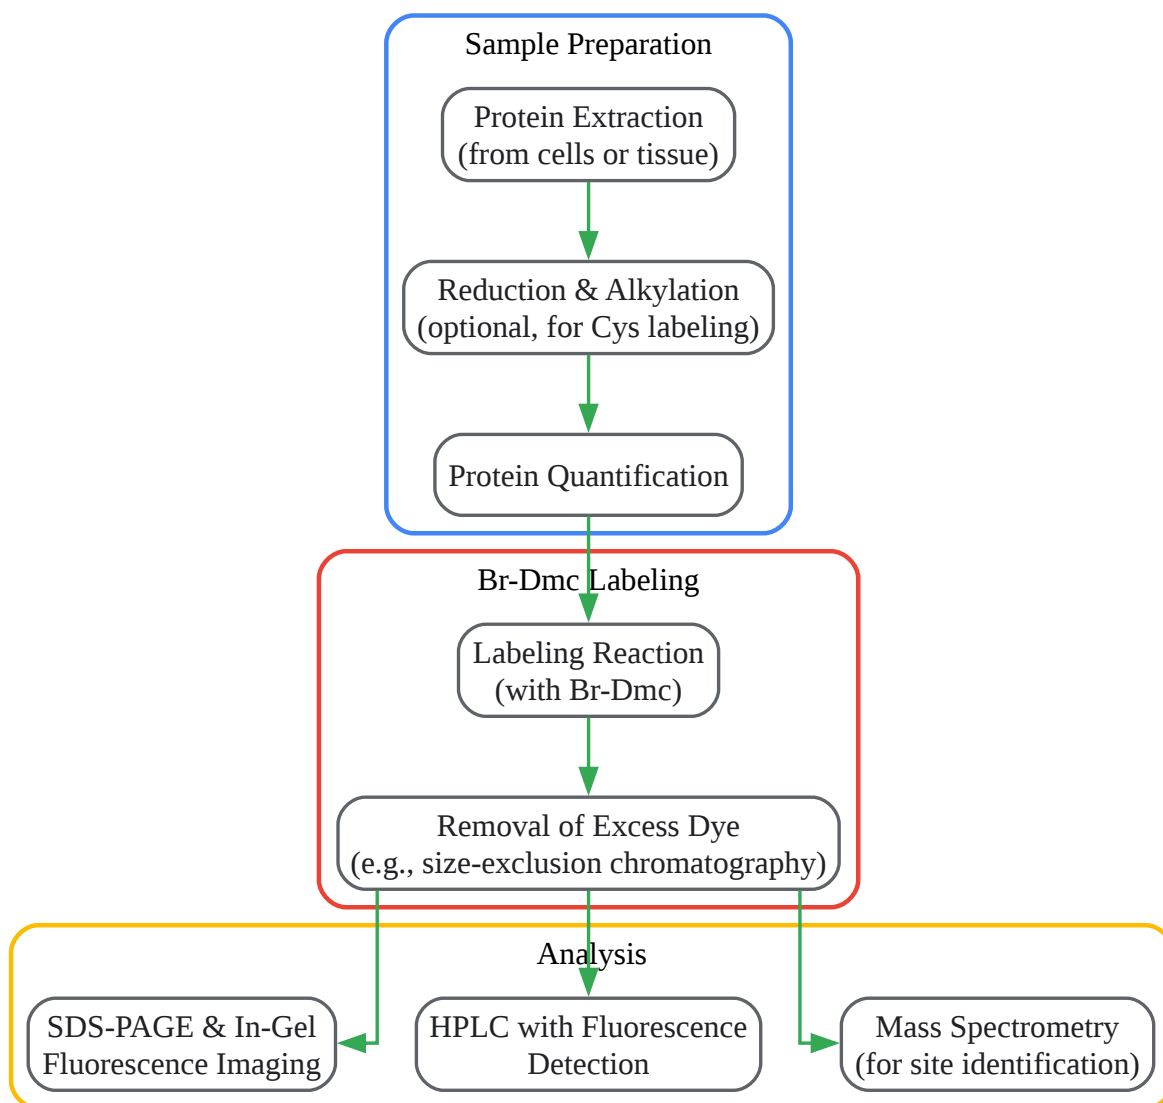 Sample Preparation
Protein Extraction
(from cells or tissue)
Reduction & Alkylation
(optional, for Cys labeling)
Protein Quantification
Br-Dmc Labeling
Labeling Reaction
(with Br-Dmc)
Removal of Excess Dye
(e.g., size-exclusion chromatography)
Analysis
SDS-PAGE & In-Gel
Fluorescence Imaging
HPLC with Fluorescence
Detection
Mass Spectrometry
(for site identification)